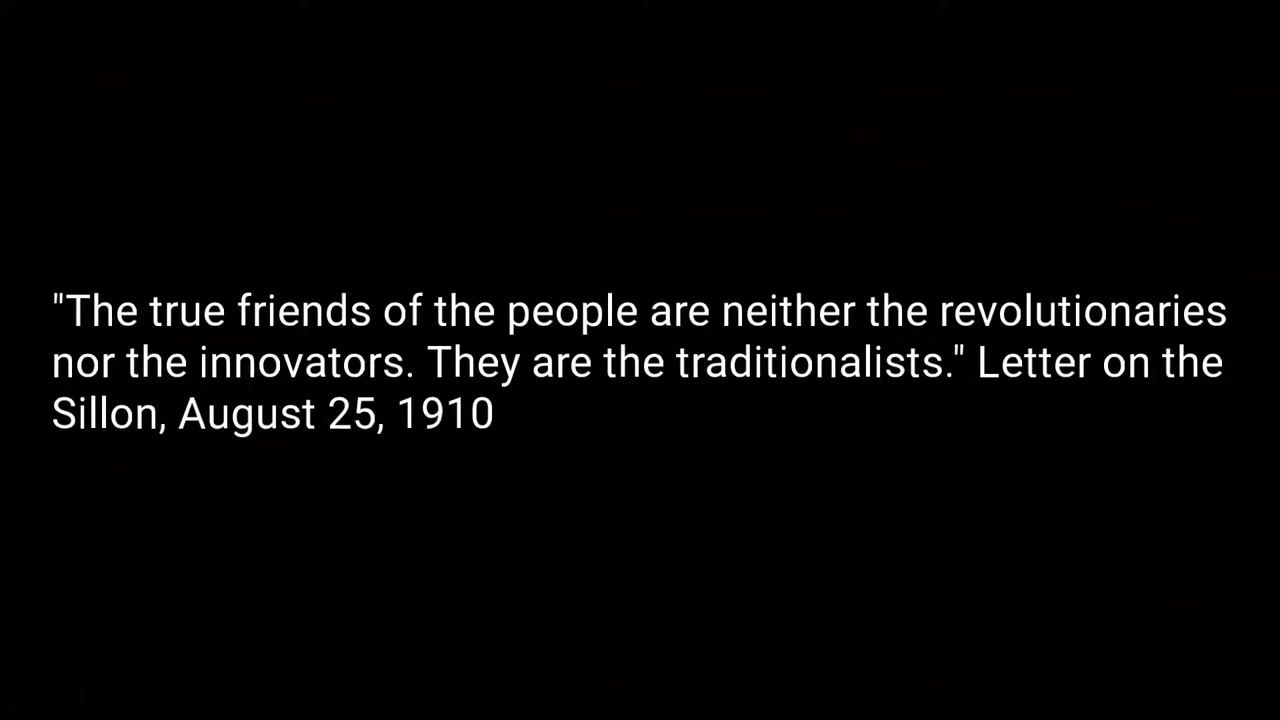 "The true friends of the people are neither the revolutionaries
nor the innovators. They are the traditionalists." Letter on the
Sillon, August 25, 1910